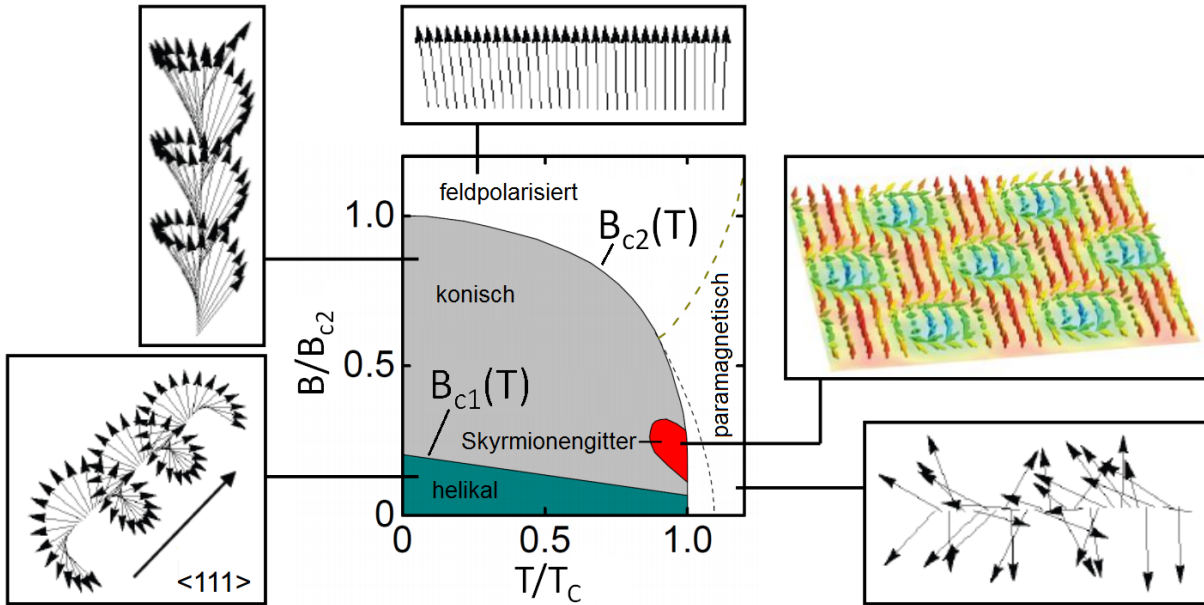 feldpolarisiert
1.0
B_c2(T)
konisch
paramagnetisch
B/B_c2
0.5
B_c1(T)
Skyrmionengitter
helikal
0
0
0.5
1.0
T/T_C
<111>